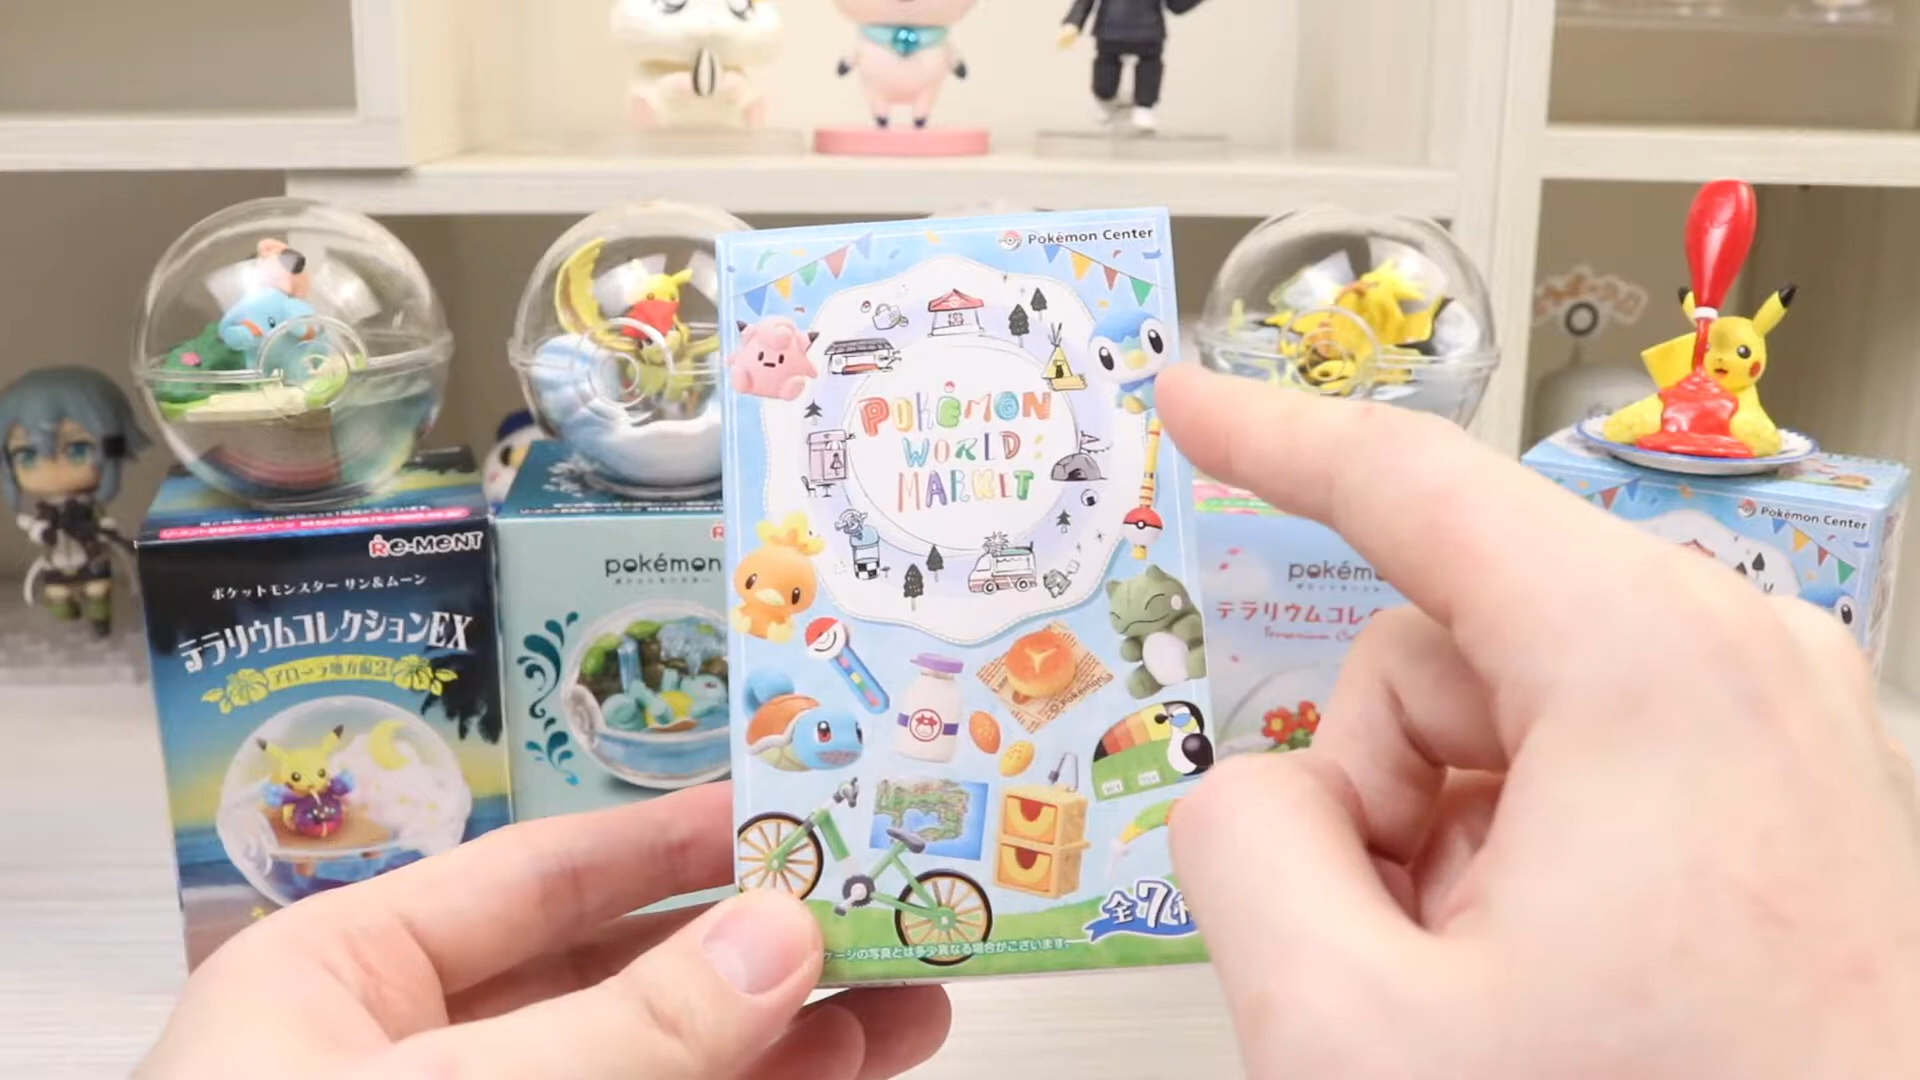 Pokémon Center
POKÉMON
WORLD
MARKET
全7種
ケージの写真とは多少異なる場合がございます。
Re-MENT
ポケットモンスター サン&ムーン
テラリウムコレクションEX
アローラ地方編2
pokémon
pokémo
テラリウムコレク
Pokémon Center